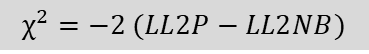 χ² = −2 (LL2P − LL2NB)